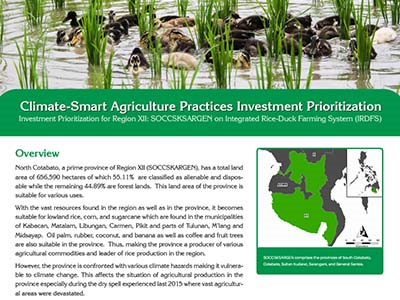 Climate-Smart Agriculture Practices Investment Prioritization
Investment Prioritization for Region XII: SOCCSKSARGEN on Integrated Rice-Duck Farming System (IRDFS)
Overview
North Cotabato, a prime province of Region XII (SOCCSKARGEN), has a total land
area of 656,590 hectares of which 55.11% are classified as alienable and dispos-
able while the remaining 44.89% are forest lands. This land area of the province is
suitable for various uses.
With the vast resources found in the region as well as in the province, it becomes
suitable for lowland rice, corn, and sugarcane which are found in the municipalities
of Kabacan, Matalam, Libungan, Carmen, Pikit and parts of Tulunan, M'lang and
Midsayap. Oil palm, rubber, coconut, and banana as well as coffee and fruit trees
are also suitable in the province. Thus, making the province a producer of various
agricultural commodities and leader of rice production in the region.
However, the province is confronted with various climate hazards making it vulnera-
ble to climate change. This affects the situation of agricultural production in the
province especially during the dry spell experienced last 2015 where vast agricultur-
al areas were devastated.
SOCCSKSARGEN comprises the provinces of South Cotabato,
Cotabato, Sultan Kudarat, Sarangani, and General Santos.